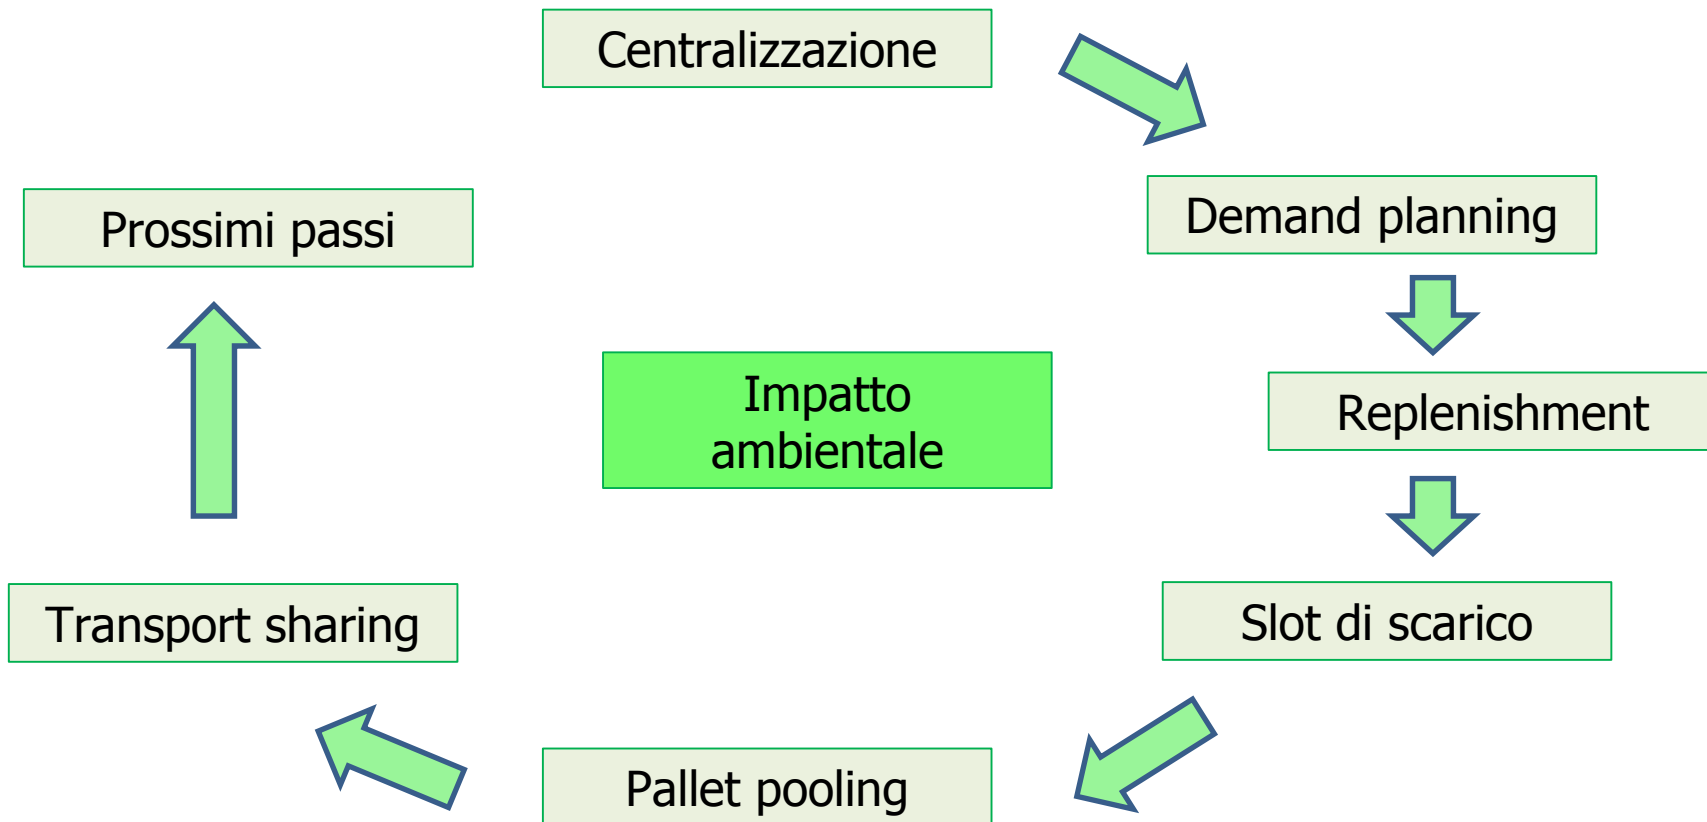 Centralizzazione
Demand planning
Replenishment
Slot di scarico
Pallet pooling
Transport sharing
Prossimi passi
Impatto
ambientale